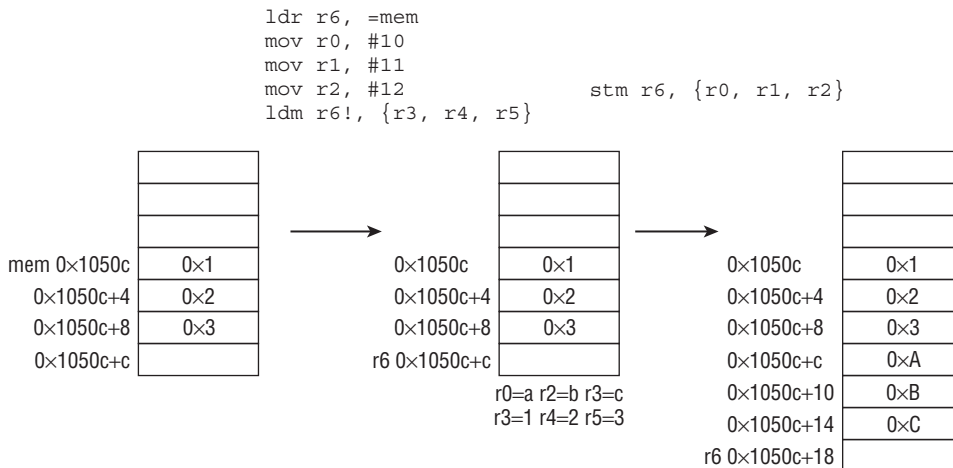 ldr r6, =mem
mov r0, #10
mov r1, #11
mov r2, #12
ldm r6!, {r3, r4, r5}
stm r6, {r0, r1, r2}
mem 0×1050c 0×1
0×1050c+4 0×2
0×1050c+8 0×3
0×1050c+c
0×1050c 0×1
0×1050c+4 0×2
0×1050c+8 0×3
r6 0×1050c+c
r0=a r2=b r3=c
r3=1 r4=2 r5=3
0×1050c 0×1
0×1050c+4 0×2
0×1050c+8 0×3
0×1050c+c 0×A
0×1050c+10 0×B
0×1050c+14 0×C
r6 0×1050c+18